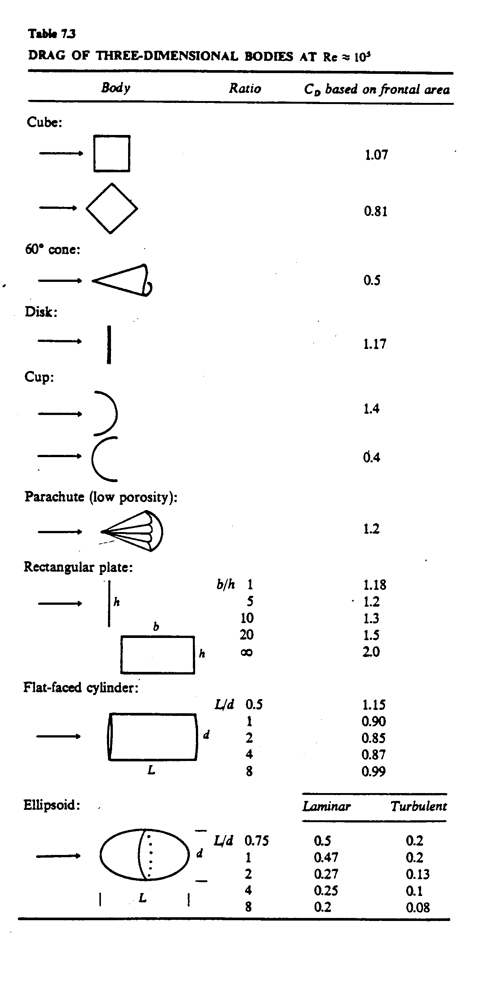 Table 7.3
DRAG OF THREE-DIMENSIONAL BODIES AT Re ≈ 10⁵
Body Ratio C_D based on frontal area
Cube:
1.07
0.81
60° cone:
0.5
Disk:
1.17
Cup:
1.4
0.4
Parachute (low porosity):
1.2
Rectangular plate:
b/h 1 1.18
h 5 1.2
10 1.3
b 20 1.5
h ∞ 2.0
Flat-faced cylinder:
L/d 0.5 1.15
1 0.90
d 2 0.85
4 0.87
L 8 0.99
Ellipsoid: Laminar Turbulent
L/d 0.75 0.5 0.2
d 1 0.47 0.2
2 0.27 0.13
4 0.25 0.1
L 8 0.2 0.08